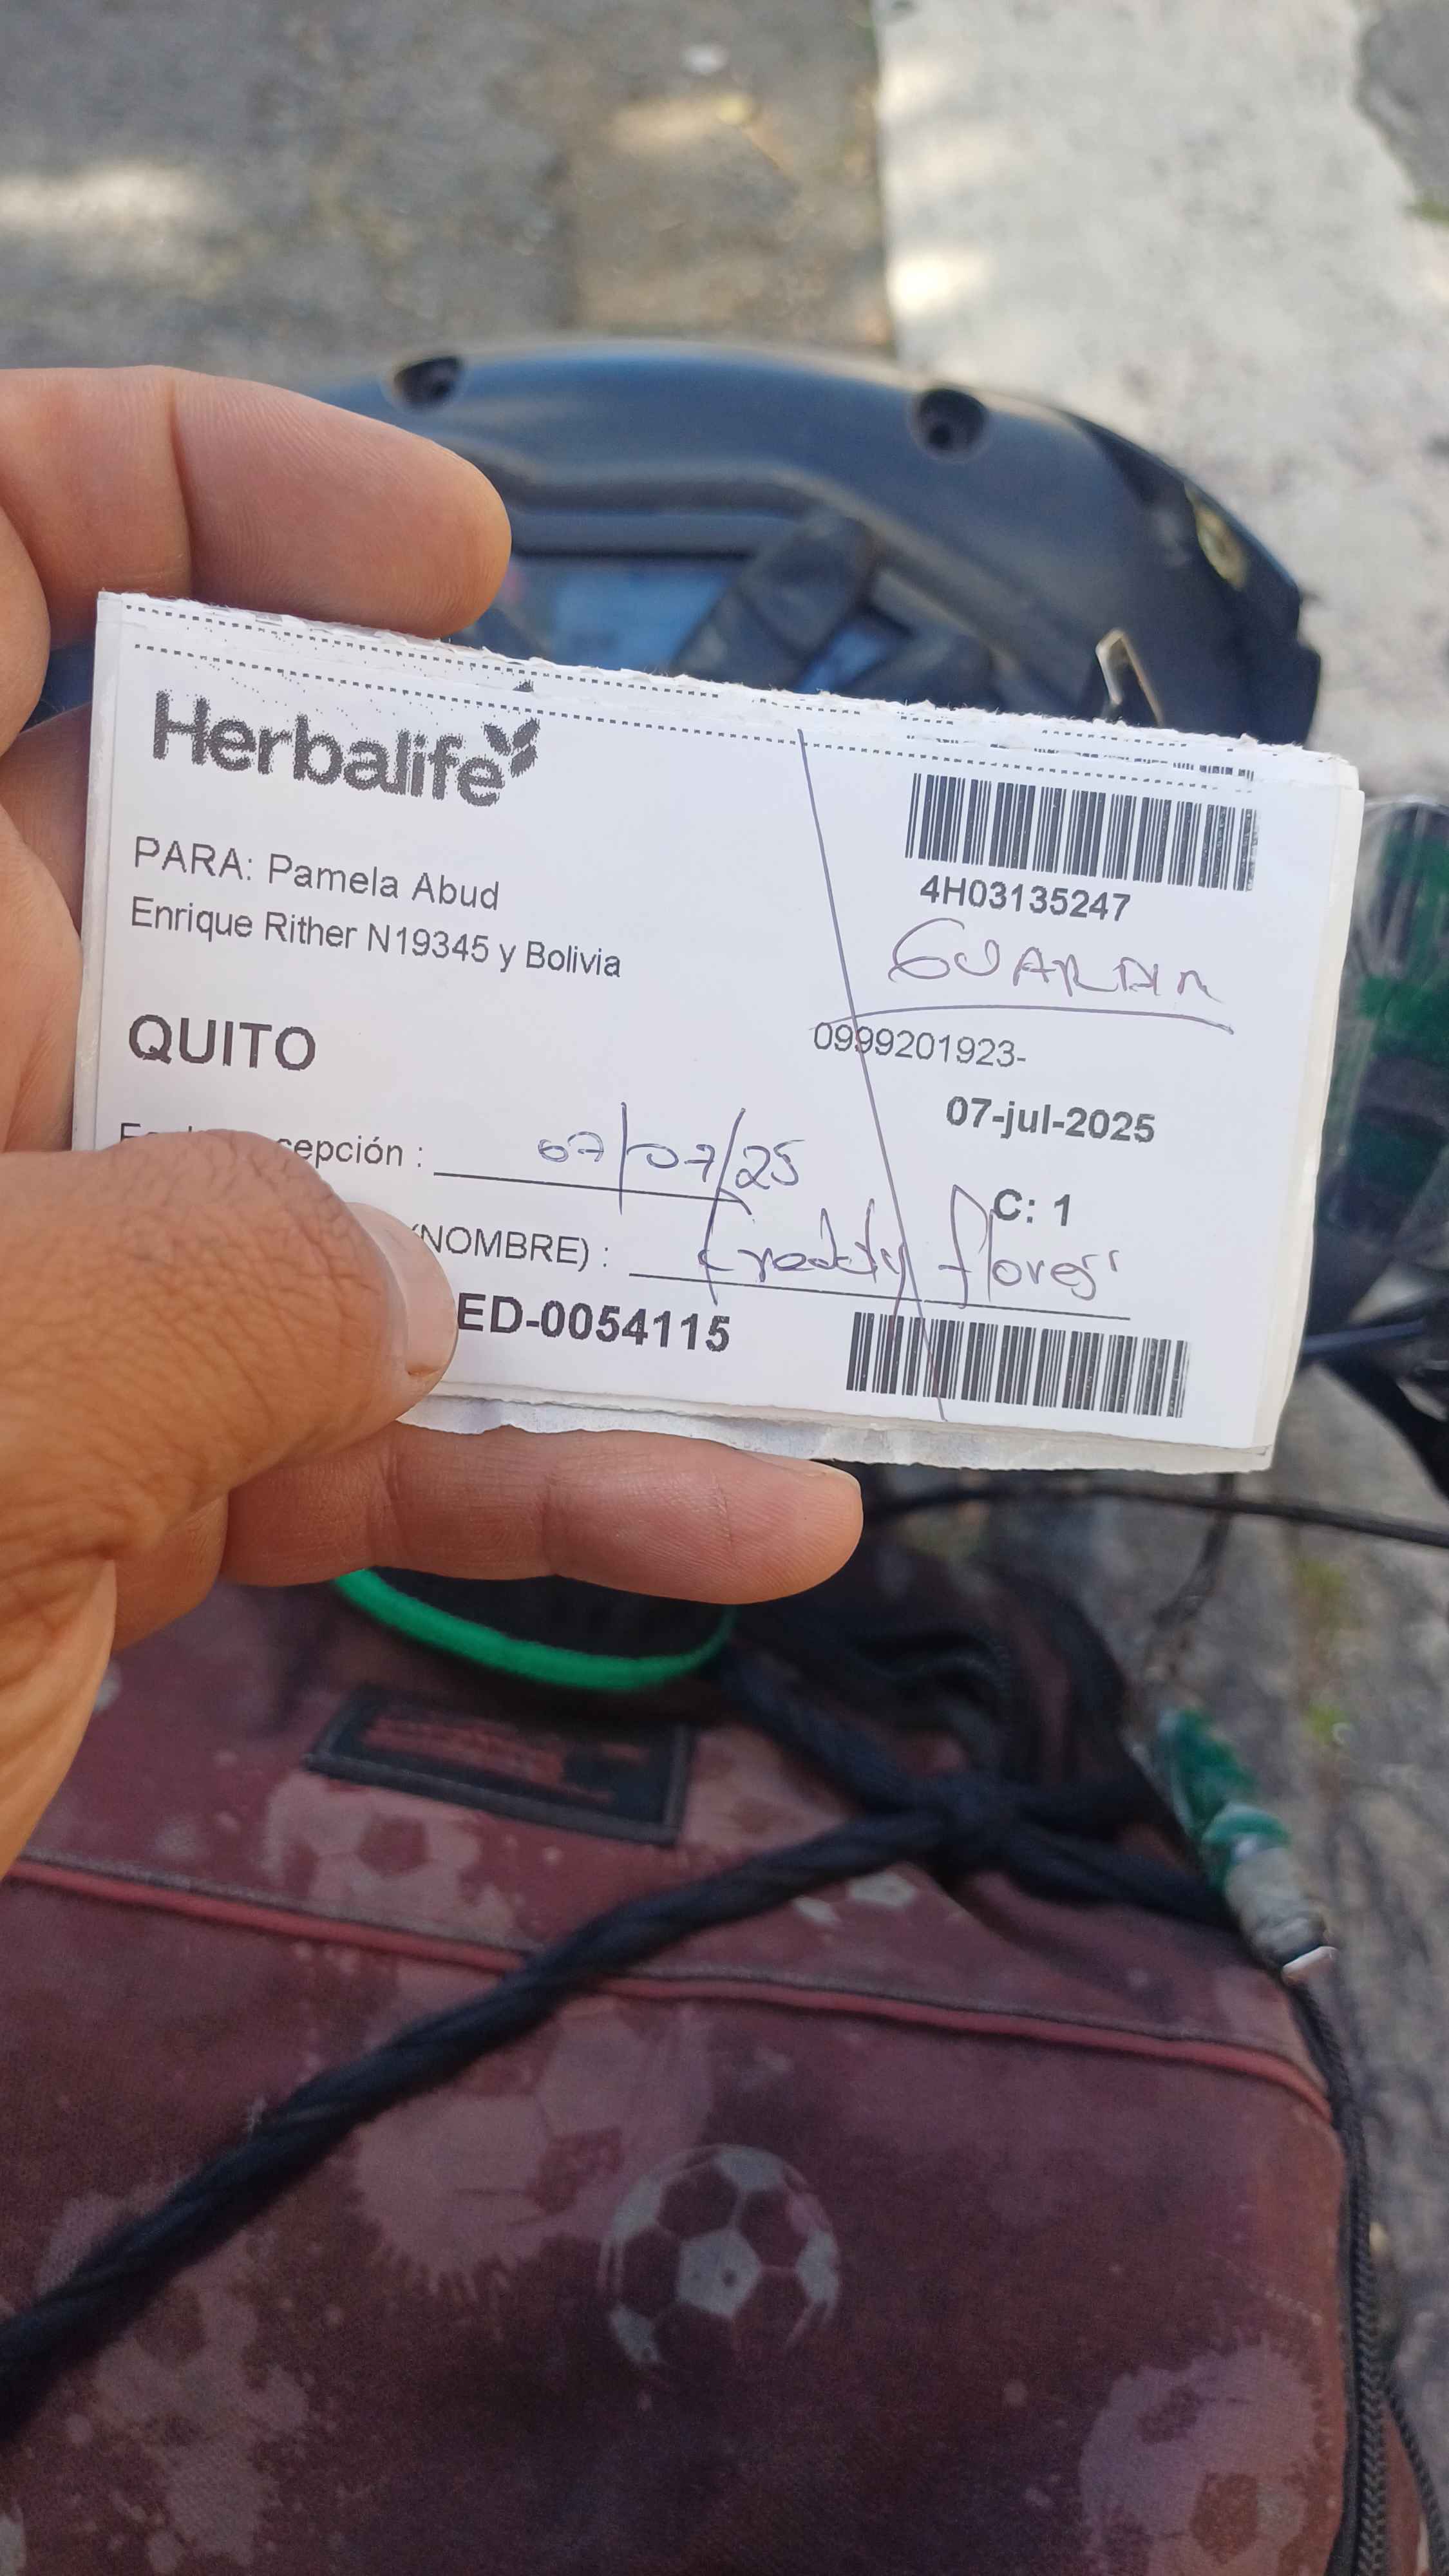 Herbalife
4H03135247
PARA: Pamela Abud
Enrique Rither N19345 y Bolivia
GUARDIA
QUITO
0999201923-
07-jul-2025
epción : 07/07/25
C: 1
(NOMBRE) : Freddy flores
ED-0054115